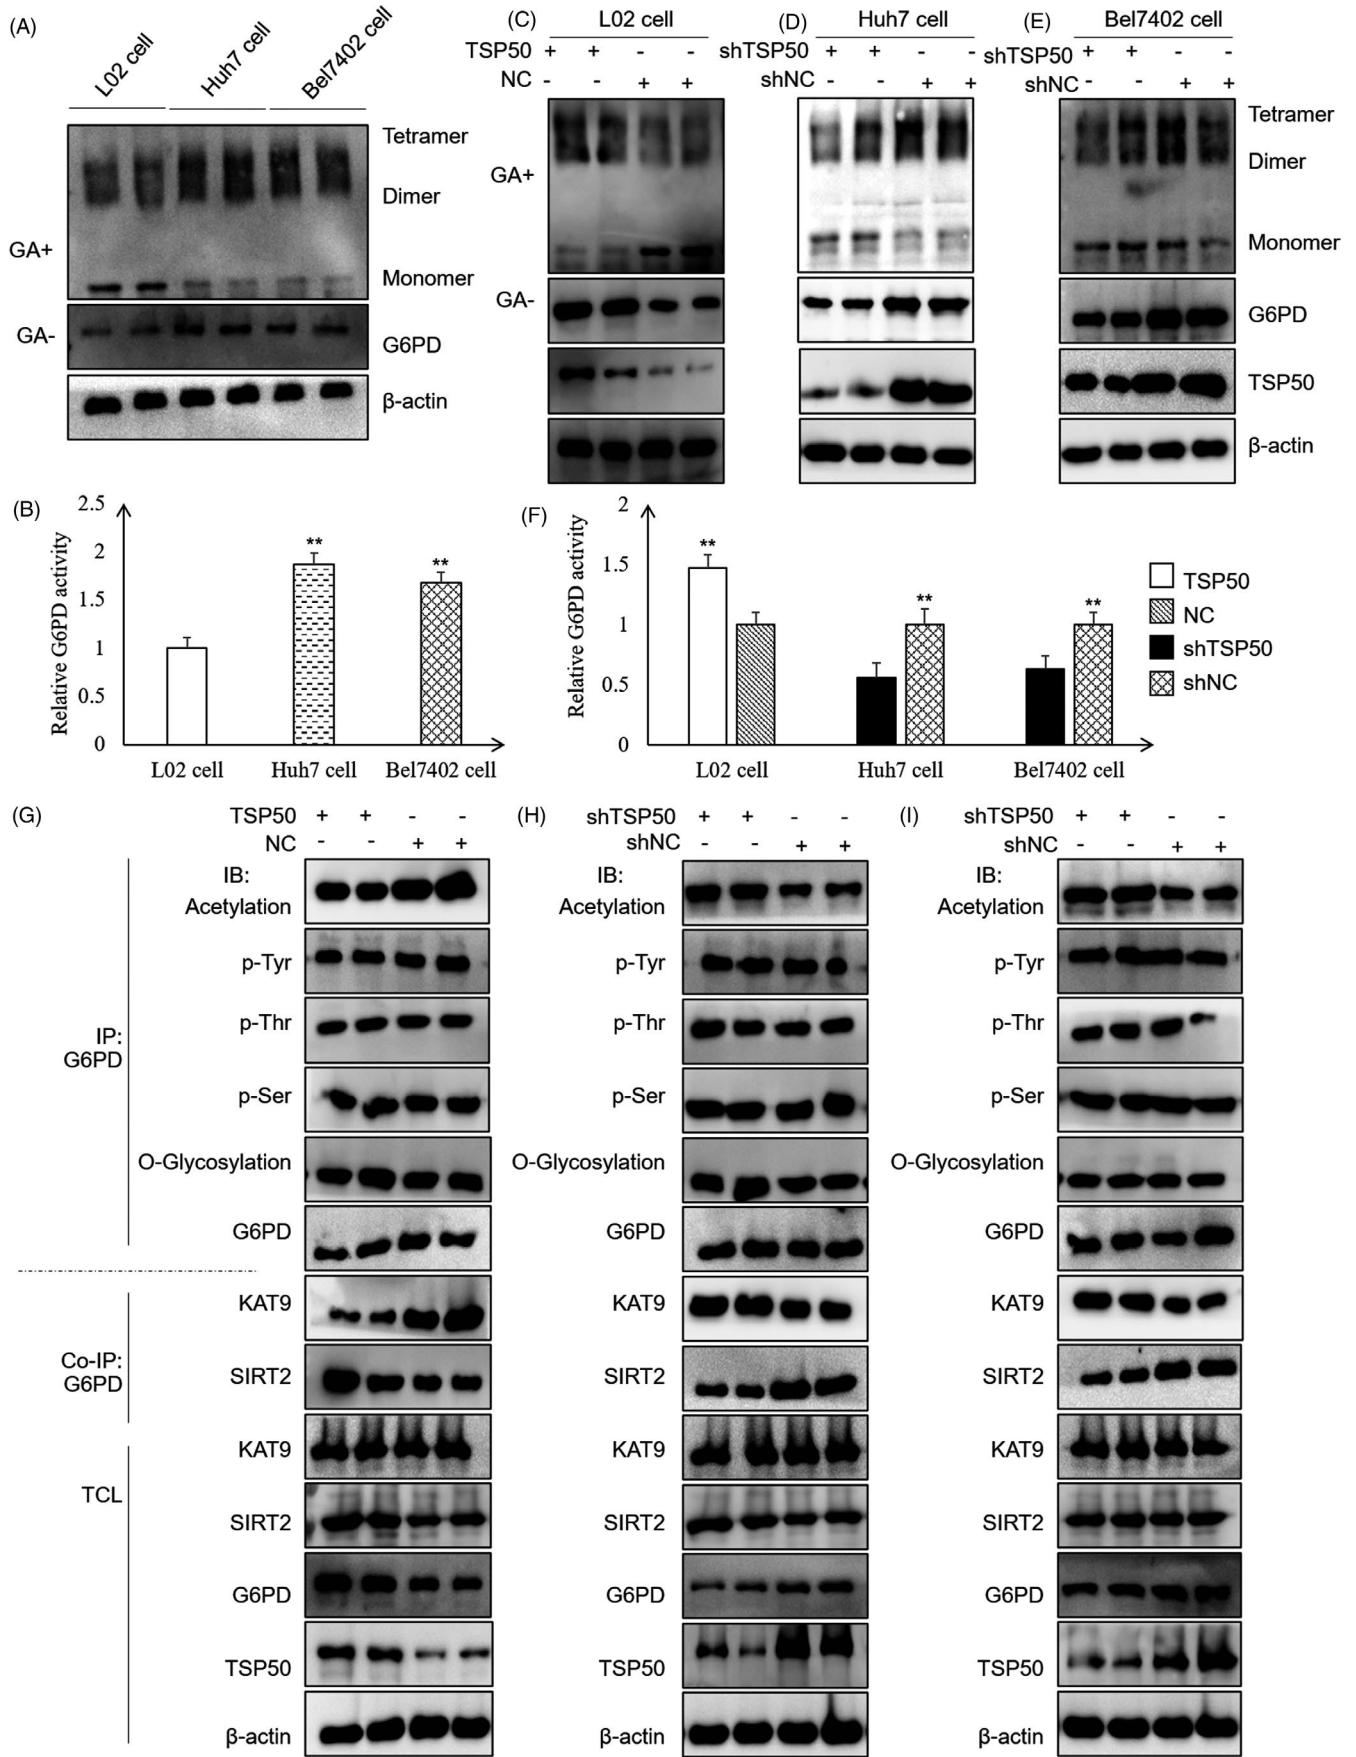 (A)
L02 cell
Huh7 cell
Bel7402 cell
GA+
GA-
Tetramer
Dimer
Monomer
G6PD
β-actin
(C)
L02 cell
TSP50 + + - -
NC - - + +
GA+
GA-
(D)
Huh7 cell
shTSP50 + + - -
shNC - - + +
(E)
Bel7402 cell
shTSP50 + + - -
shNC - - + +
Tetramer
Dimer
Monomer
G6PD
TSP50
β-actin
(B)
Relative G6PD activity
2.5
2
1.5
1
0.5
0
**
**
L02 cell Huh7 cell Bel7402 cell
(F)
Relative G6PD activity
2
1.5
1
0.5
0
**
**
**
L02 cell Huh7 cell Bel7402 cell
TSP50
NC
shTSP50
shNC
(G)
TSP50 + + - -
NC - - + +
IP:
G6PD
IB:
Acetylation
p-Tyr
p-Thr
p-Ser
O-Glycosylation
G6PD
Co-IP:
G6PD
KAT9
SIRT2
TCL
KAT9
SIRT2
G6PD
TSP50
β-actin
(H)
shTSP50 + + - -
shNC - - + +
IB:
Acetylation
p-Tyr
p-Thr
p-Ser
O-Glycosylation
G6PD
KAT9
SIRT2
KAT9
SIRT2
G6PD
TSP50
β-actin
(I)
shTSP50 + + - -
shNC - - + +
IB:
Acetylation
p-Tyr
p-Thr
p-Ser
O-Glycosylation
G6PD
KAT9
SIRT2
KAT9
SIRT2
G6PD
TSP50
β-actin